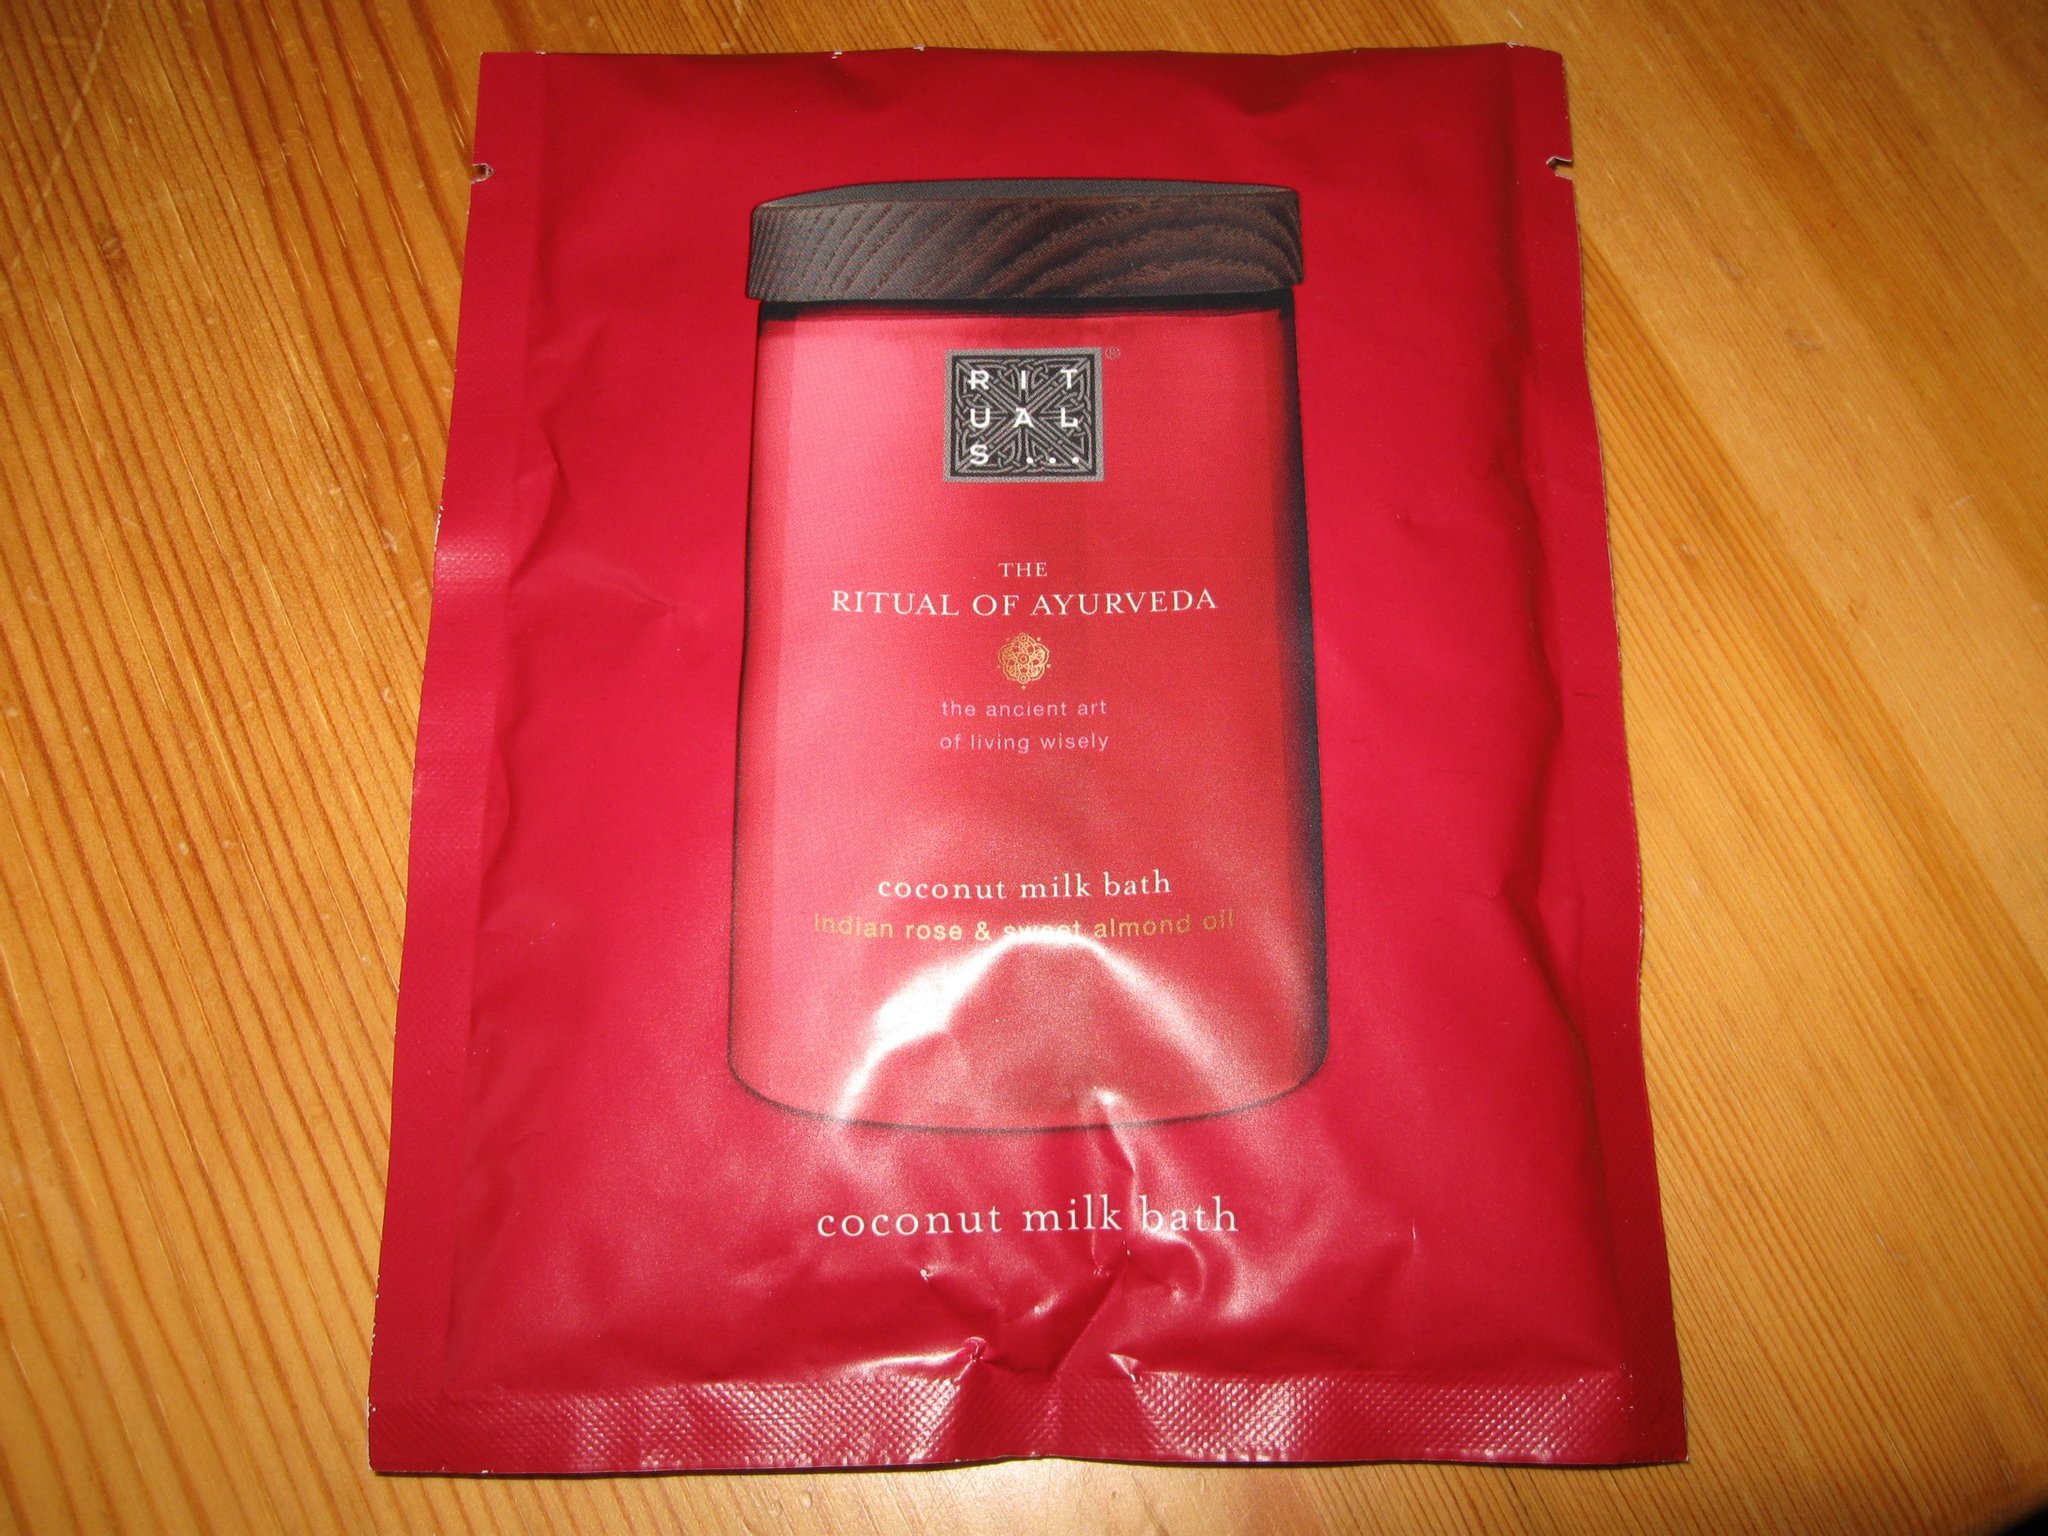 RIT
UAL
S...
®
THE
RITUAL OF AYURVEDA
the ancient art
of living wisely
coconut milk bath
indian rose & sweet almond oil
coconut milk bath